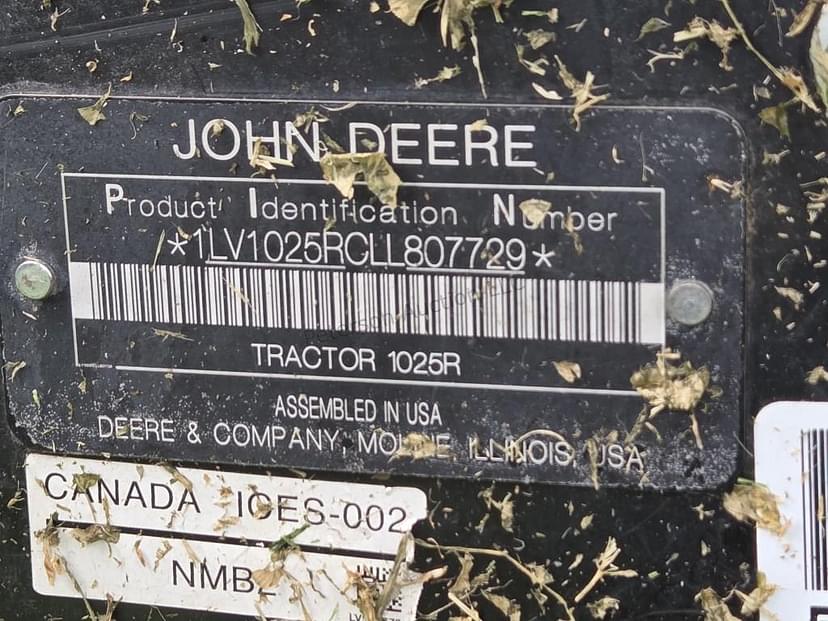 JOHN DEERE
Product Identification Number
*1LV1025RCLL807729*
TRACTOR 1025R
ASSEMBLED IN USA
DEERE & COMPANY, MOLINE ILLINOIS USA
CANADA ICES-002